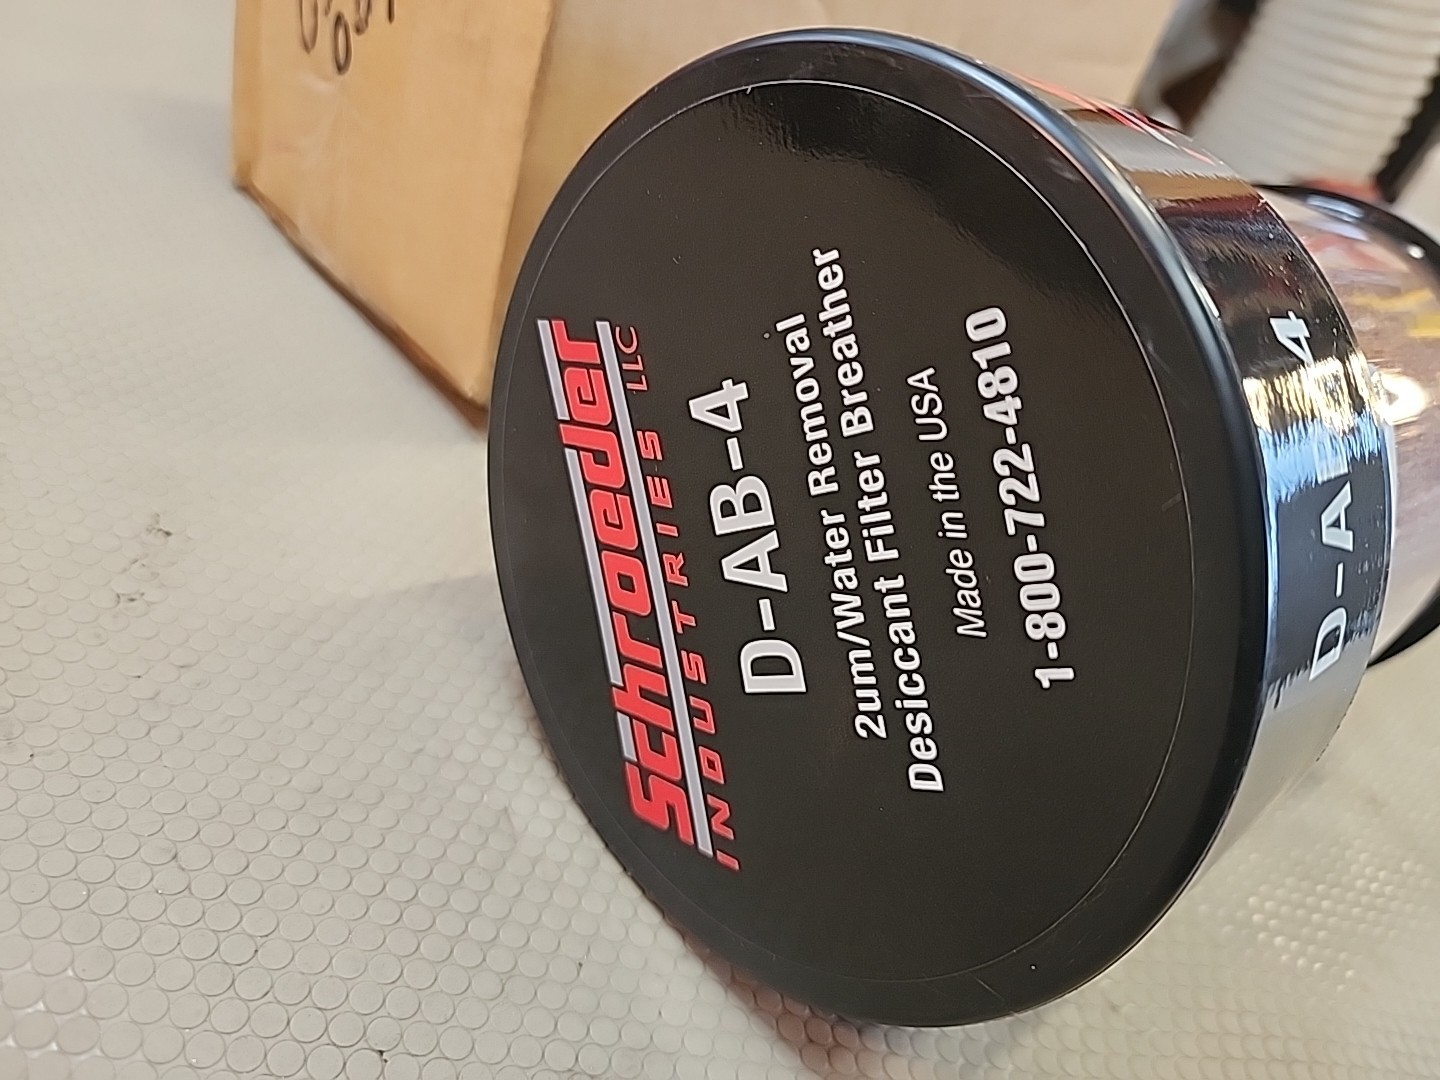 Schroeder
INDUSTRIES LLC
D-AB-4
2um/Water Removal
Desiccant Filter Breather
Made in the USA
1-800-722-4810